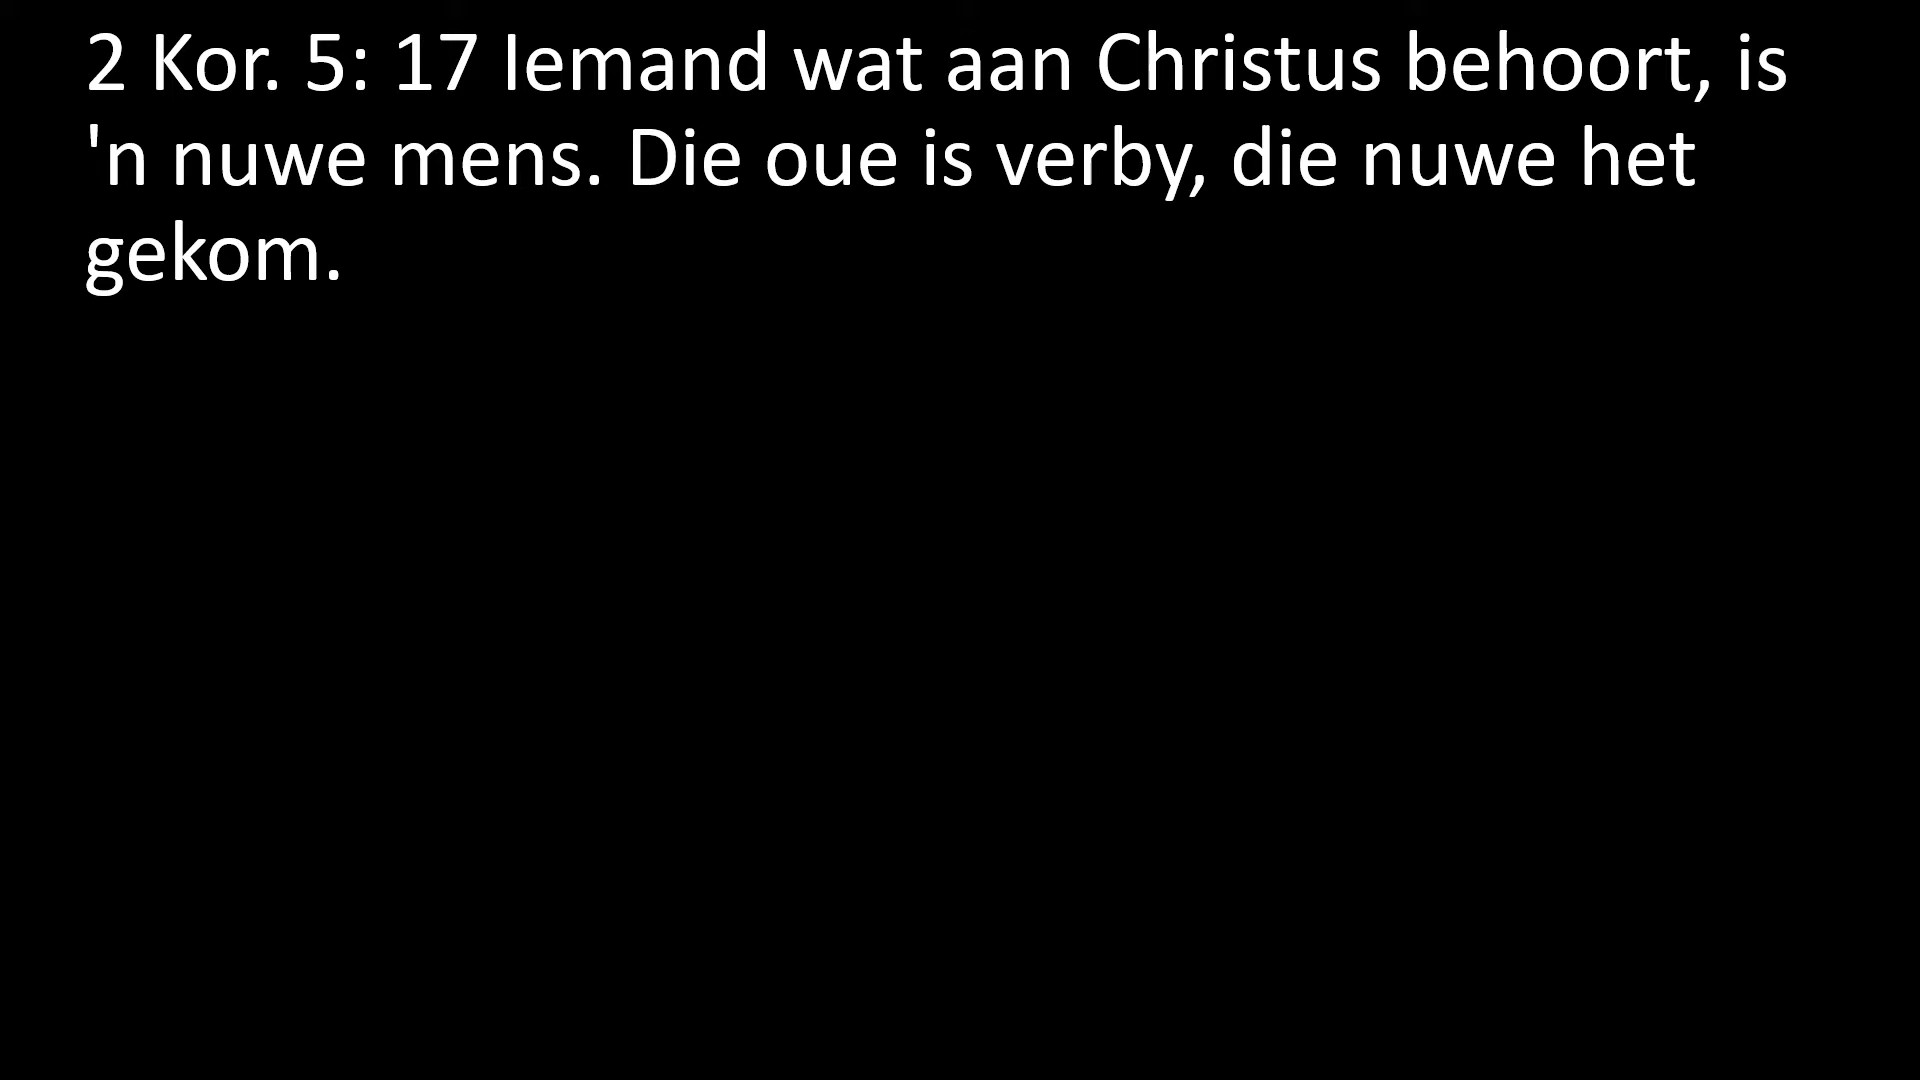 2 Kor. 5: 17 Iemand wat aan Christus behoort, is
'n nuwe mens. Die oue is verby, die nuwe het
gekom.